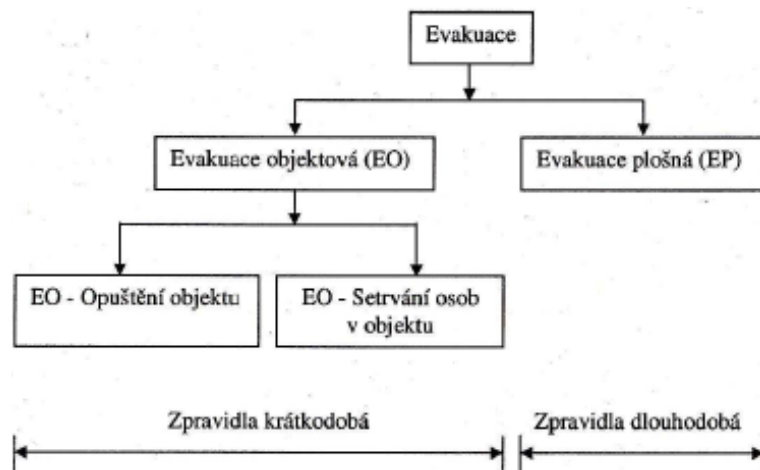 Evakuace
Evakuace objektová (EO)
Evakuace plošná (EP)
EO - Opuštění objektu
EO - Setrvání osob
v objektu
Zpravidla krátkodobá
Zpravidla dlouhodobá